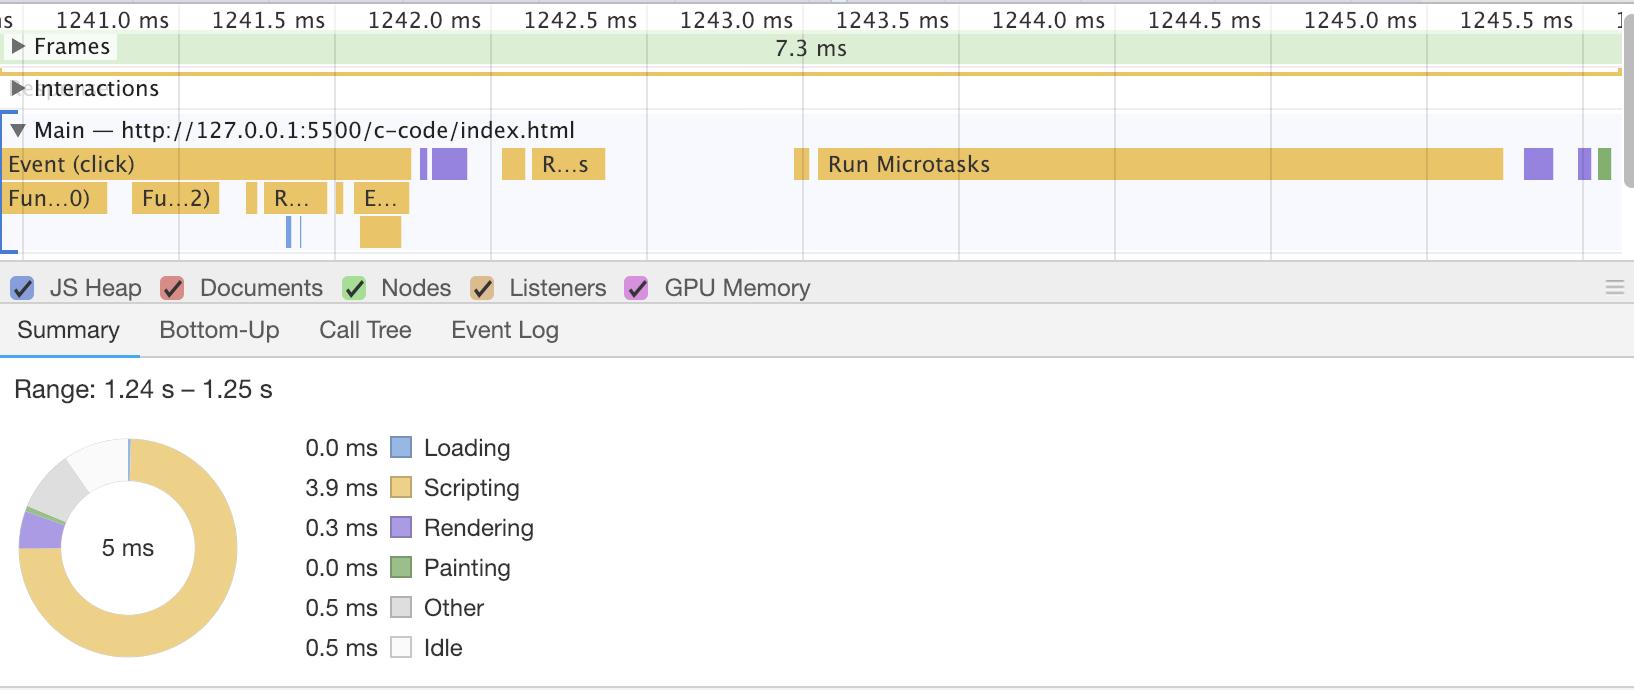 1241.0 ms 1241.5 ms 1242.0 ms 1242.5 ms 1243.0 ms 1243.5 ms 1244.0 ms 1244.5 ms 1245.0 ms 1245.5 ms
Frames 7.3 ms
Interactions
Main — http://127.0.0.1:5500/c-code/index.html
Event (click) R...s Run Microtasks
Fun...0) Fu...2) R... E...
JS Heap Documents Nodes Listeners GPU Memory
Summary Bottom-Up Call Tree Event Log
Range: 1.24 s – 1.25 s
0.0 ms Loading
3.9 ms Scripting
0.3 ms Rendering
5 ms
0.0 ms Painting
0.5 ms Other
0.5 ms Idle